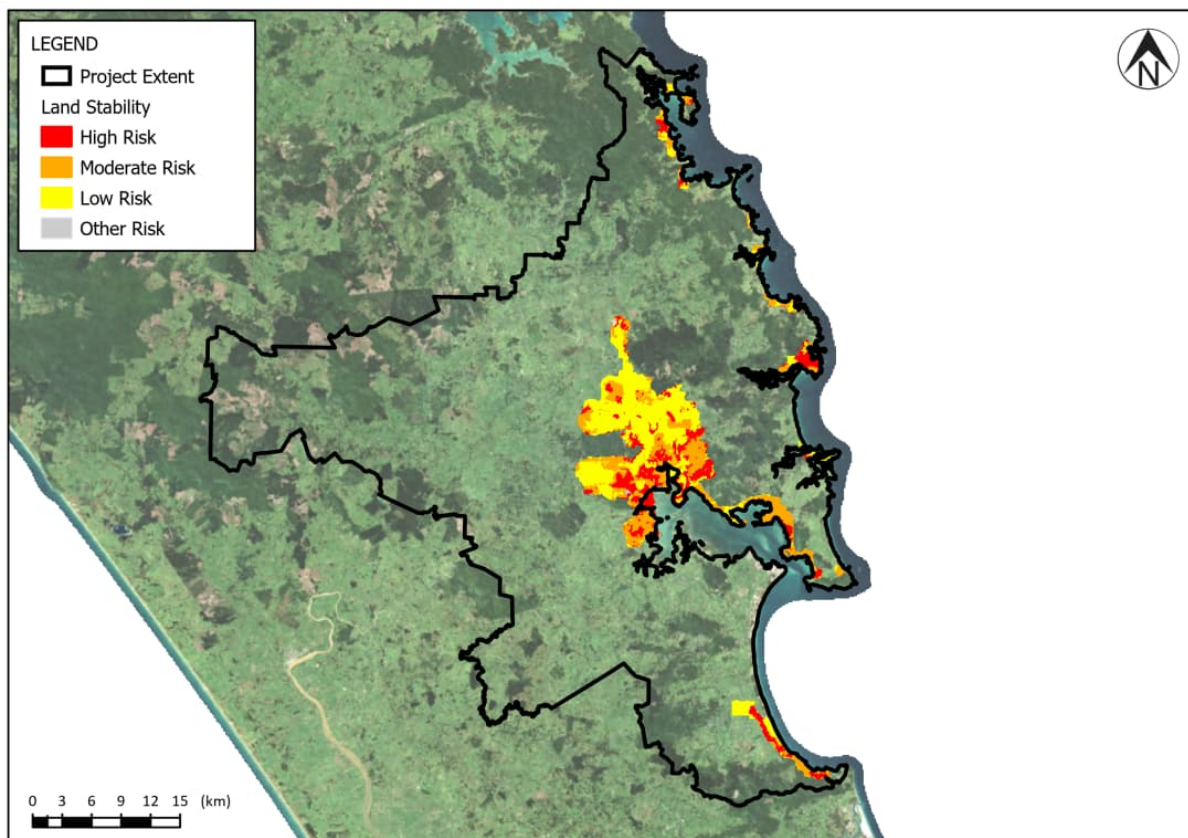 LEGEND
Project Extent
Land Stability
High Risk
Moderate Risk
Low Risk
Other Risk
N
0 3 6 9 12 15 (km)